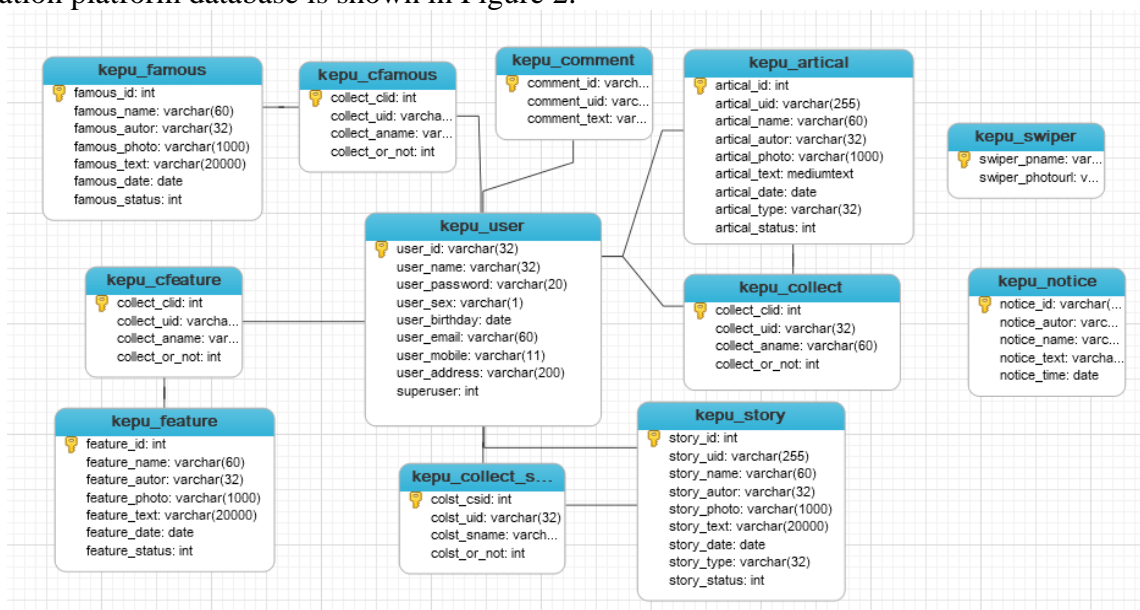 ation platform database is shown in Figure 2.
kepu_famous
famous_id: int
famous_name: varchar(60)
famous_autor: varchar(32)
famous_photo: varchar(1000)
famous_text: varchar(20000)
famous_date: date
famous_status: int
kepu_cfamous
collect_clid: int
collect_uid: varcha...
collect_aname: var...
collect_or_not: int
kepu_comment
comment_id: varch...
comment_uid: varc...
comment_text: var...
kepu_artical
artical_id: int
artical_uid: varchar(255)
artical_name: varchar(60)
artical_autor: varchar(32)
artical_photo: varchar(1000)
artical_text: mediumtext
artical_date: date
artical_type: varchar(32)
artical_status: int
kepu_swiper
swiper_pname: var...
swiper_photourl: v...
kepu_user
user_id: varchar(32)
user_name: varchar(32)
user_password: varchar(20)
user_sex: varchar(1)
user_birthday: date
user_email: varchar(60)
user_mobile: varchar(11)
user_address: varchar(200)
superuser: int
kepu_cfeature
collect_clid: int
collect_uid: varcha...
collect_aname: var...
collect_or_not: int
kepu_collect
collect_clid: int
collect_uid: varchar(32)
collect_aname: varchar(60)
collect_or_not: int
kepu_notice
notice_id: varchar(...
notice_autor: varc...
notice_name: varc...
notice_text: varcha...
notice_time: date
kepu_feature
feature_id: int
feature_name: varchar(60)
feature_autor: varchar(32)
feature_photo: varchar(1000)
feature_text: varchar(20000)
feature_date: date
feature_status: int
kepu_collect_s...
colst_csid: int
colst_uid: varchar(32)
colst_sname: varch...
colst_or_not: int
kepu_story
story_id: int
story_uid: varchar(255)
story_name: varchar(60)
story_autor: varchar(32)
story_photo: varchar(1000)
story_text: varchar(20000)
story_date: date
story_type: varchar(32)
story_status: int